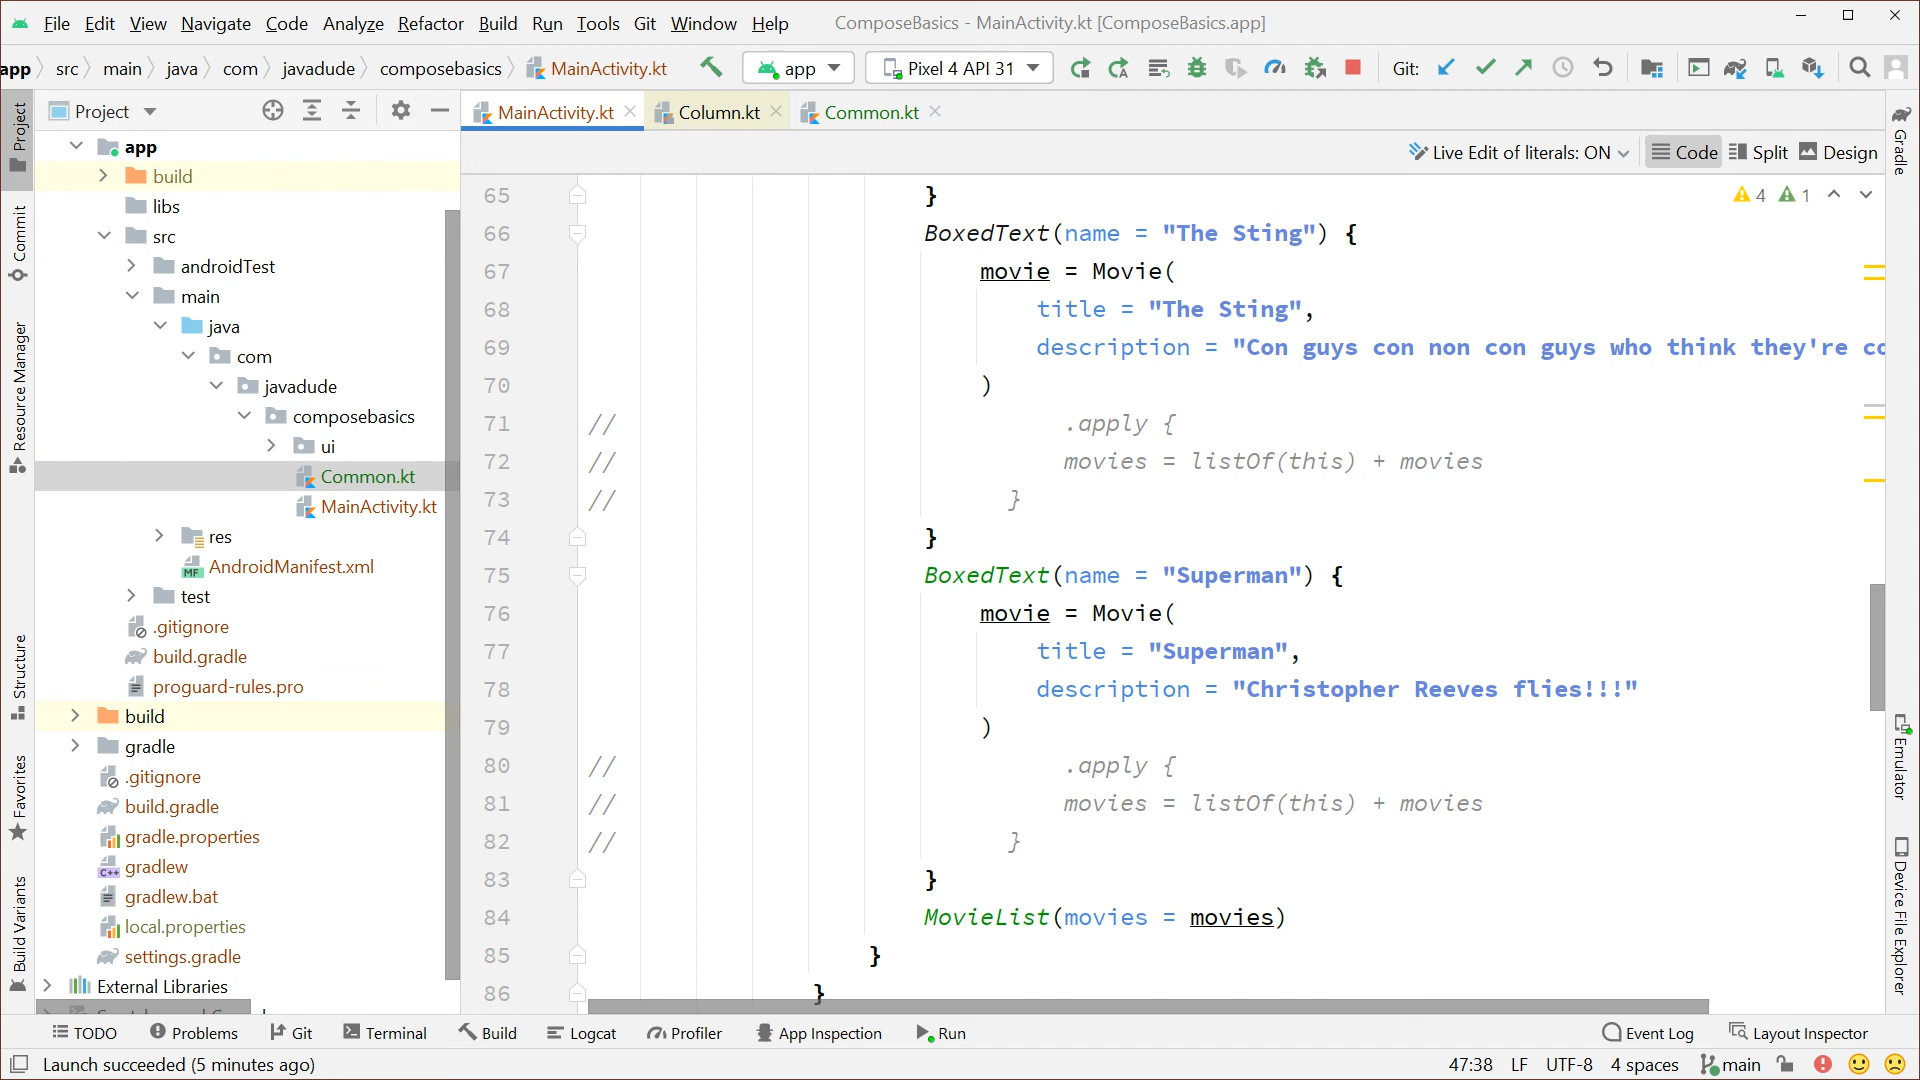 File Edit View Navigate Code Analyze Refactor Build Run Tools Git Window Help ComposeBasics - MainActivity.kt [ComposeBasics.app]
app src main java com javadude composebasics MainActivity.kt app Pixel 4 API 31 Git:
Project MainActivity.kt Column.kt Common.kt
Live Edit of literals: ON Code Split Design
4 1
Project
Commit
Resource Manager
Structure
Favorites
Build Variants
app
build
libs
src
androidTest
main
java
com
javadude
composebasics
ui
Common.kt
MainActivity.kt
res
MF AndroidManifest.xml
test
.gitignore
build.gradle
proguard-rules.pro
build
gradle
.gitignore
build.gradle
gradle.properties
C++ gradlew
gradlew.bat
local.properties
settings.gradle
External Libraries
65 }
66 BoxedText(name = "The Sting") {
67 movie = Movie(
68 title = "The Sting",
69 description = "Con guys con non con guys who think they're co
70 )
71 // .apply {
72 // movies = listOf(this) + movies
73 // }
74 }
75 BoxedText(name = "Superman") {
76 movie = Movie(
77 title = "Superman",
78 description = "Christopher Reeves flies!!!"
79 )
80 // .apply {
81 // movies = listOf(this) + movies
82 // }
83 }
84 MovieList(movies = movies)
85 }
86 }
Gradle
Emulator
Device File Explorer
TODO Problems Git Terminal Build Logcat Profiler App Inspection Run Event Log Layout Inspector
Launch succeeded (5 minutes ago) 47:38 LF UTF-8 4 spaces main